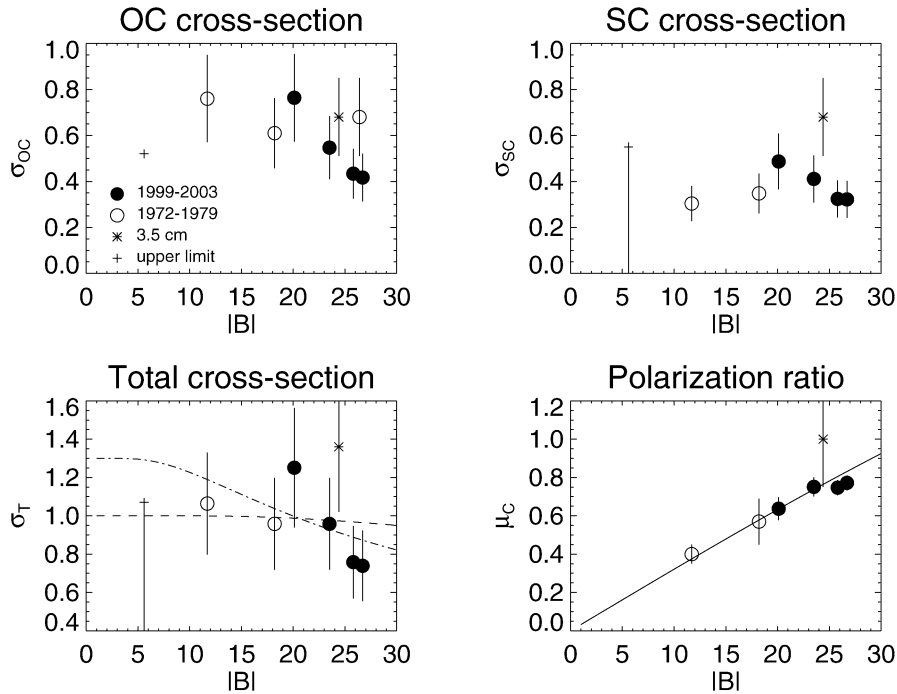 OC cross-section
1.0
0.8
0.6
0.4
0.2
0.0
σOC
1999-2003
1972-1979
3.5 cm
upper limit
0 5 10 15 20 25 30
|B|
SC cross-section
1.0
0.8
0.6
0.4
0.2
0.0
σSC
0 5 10 15 20 25 30
|B|
Total cross-section
1.6
1.4
1.2
1.0
0.8
0.6
0.4
σT
0 5 10 15 20 25 30
|B|
Polarization ratio
1.2
1.0
0.8
0.6
0.4
0.2
0.0
μC
0 5 10 15 20 25 30
|B|